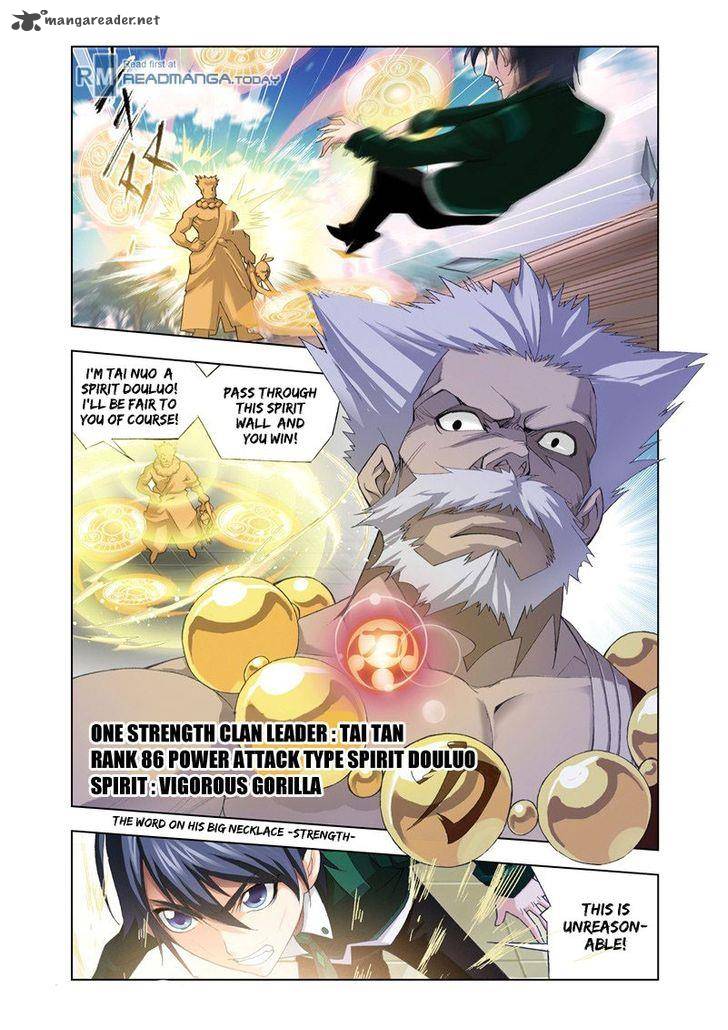 mangareader.net
RM
Read first at
READMANGA.TODAY
I'M TAI NUO A
SPIRIT DOULUO!
I'LL BE FAIR TO
YOU OF COURSE!
PASS THROUGH
THIS SPIRIT
WALL AND
YOU WIN!
ONE STRENGTH CLAN LEADER : TAI TAN
RANK 86 POWER ATTACK TYPE SPIRIT DOULUO
SPIRIT : VIGOROUS GORILLA
力
THE WORD ON HIS BIG NECKLACE -STRENGTH-
THIS IS
UNREASON-
ABLE!